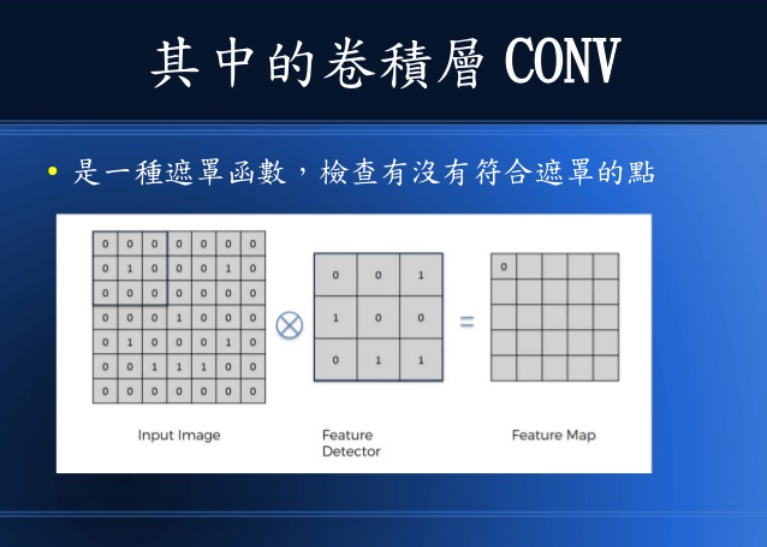 其中的卷積層 CONV
• 是一種遮罩函數，檢查有沒有符合遮罩的點
0 0 0 0 0 0 0
0 1 0 0 0 1 0
0 0 0 0 0 0 0
0 0 0 1 0 0 0
0 1 0 0 0 1 0
0 0 1 1 1 0 0
0 0 0 0 0 0 0
Input Image
⊗
0 0 1
1 0 0
0 1 1
Feature
Detector
=
0
Feature Map